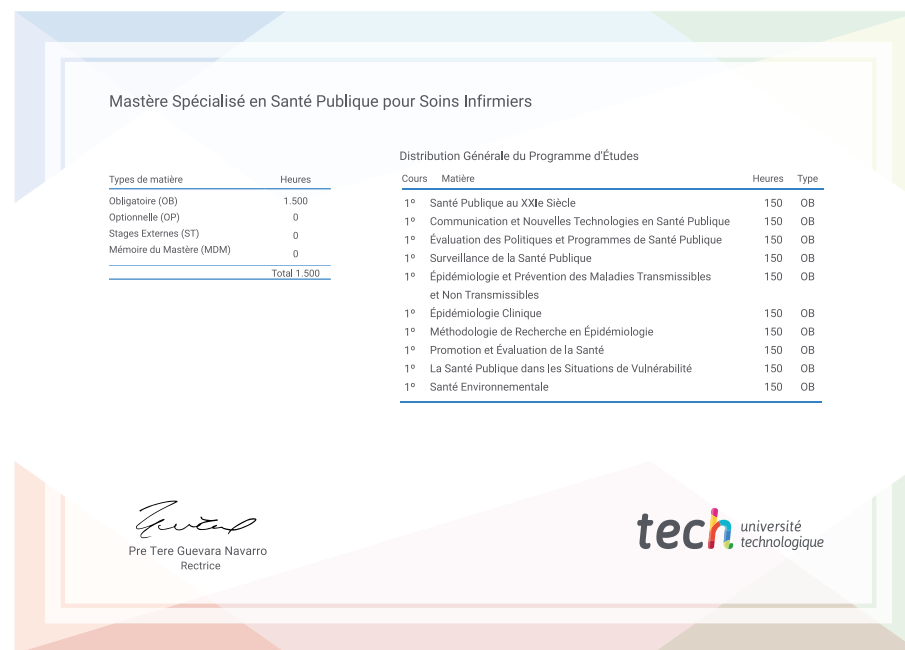 Mastère Spécialisé en Santé Publique pour Soins Infirmiers
Types de matière Heures
Obligatoire (OB) 1.500
Optionnelle (OP) 0
Stages Externes (ST) 0
Mémoire du Mastère (MDM) 0
Total 1.500
Distribution Générale du Programme d'Études
Cours Matière Heures Type
1º Santé Publique au XXIe Siècle 150 OB
1º Communication et Nouvelles Technologies en Santé Publique 150 OB
1º Évaluation des Politiques et Programmes de Santé Publique 150 OB
1º Surveillance de la Santé Publique 150 OB
1º Épidémiologie et Prévention des Maladies Transmissibles 150 OB
et Non Transmissibles
1º Épidémiologie Clinique 150 OB
1º Méthodologie de Recherche en Épidémiologie 150 OB
1º Promotion et Évaluation de la Santé 150 OB
1º La Santé Publique dans les Situations de Vulnérabilité 150 OB
1º Santé Environnementale 150 OB
Pre Tere Guevara Navarro
Rectrice
tech université
technologique